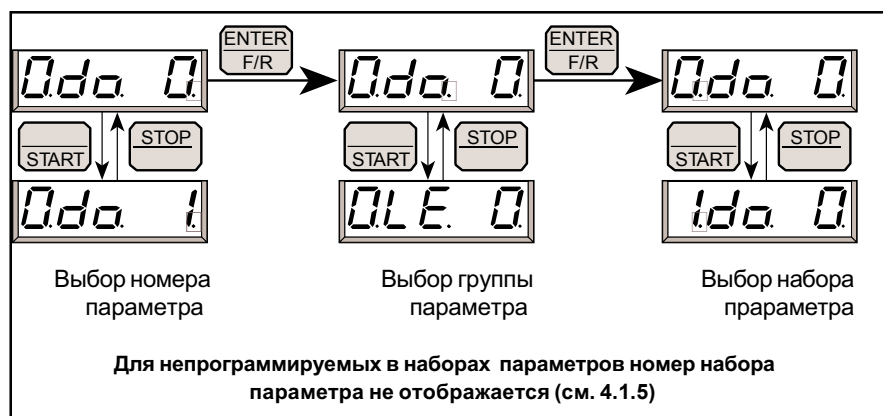 ENTER ENTER
F/R F/R
0.do. 0. 0.do. 0 0.do. 0
START STOP START STOP START STOP
0.do. 1. 0.LE. 0 1.do. 0
Выбор номера Выбор группы Выбор набора
параметра параметра прараметра
Для непрограммируемых в наборах параметров номер набора
параметра не отображается (см. 4.1.5)